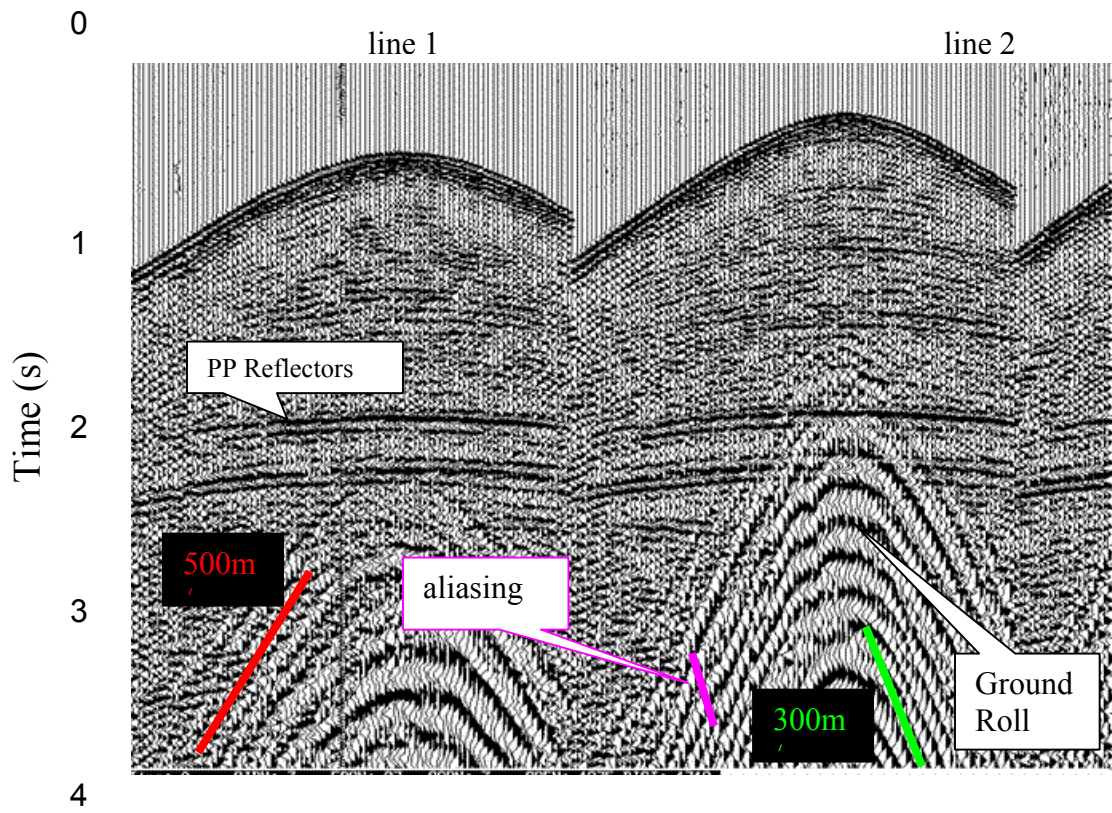 0
line 1
line 2
1
PP Reflectors
2
Time (s)
500m
aliasing
3
Ground
Roll
300m
4